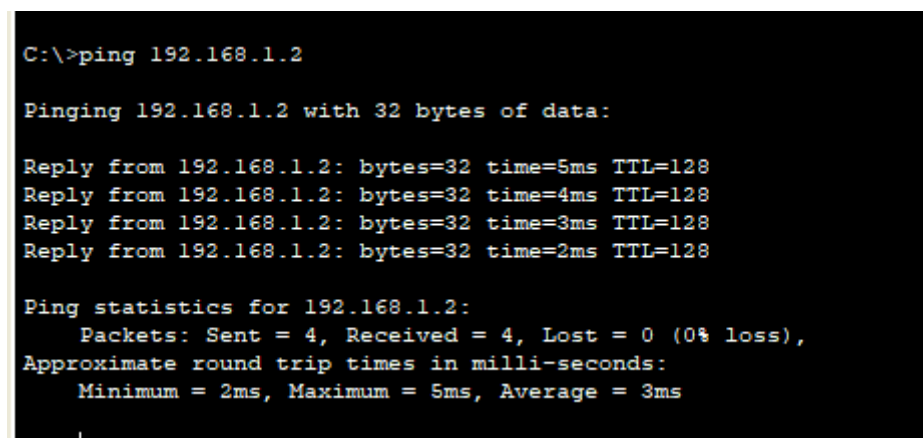 C:\>ping 192.168.1.2
Pinging 192.168.1.2 with 32 bytes of data:
Reply from 192.168.1.2: bytes=32 time=5ms TTL=128
Reply from 192.168.1.2: bytes=32 time=4ms TTL=128
Reply from 192.168.1.2: bytes=32 time=3ms TTL=128
Reply from 192.168.1.2: bytes=32 time=2ms TTL=128
Ping statistics for 192.168.1.2:
Packets: Sent = 4, Received = 4, Lost = 0 (0% loss),
Approximate round trip times in milli-seconds:
Minimum = 2ms, Maximum = 5ms, Average = 3ms